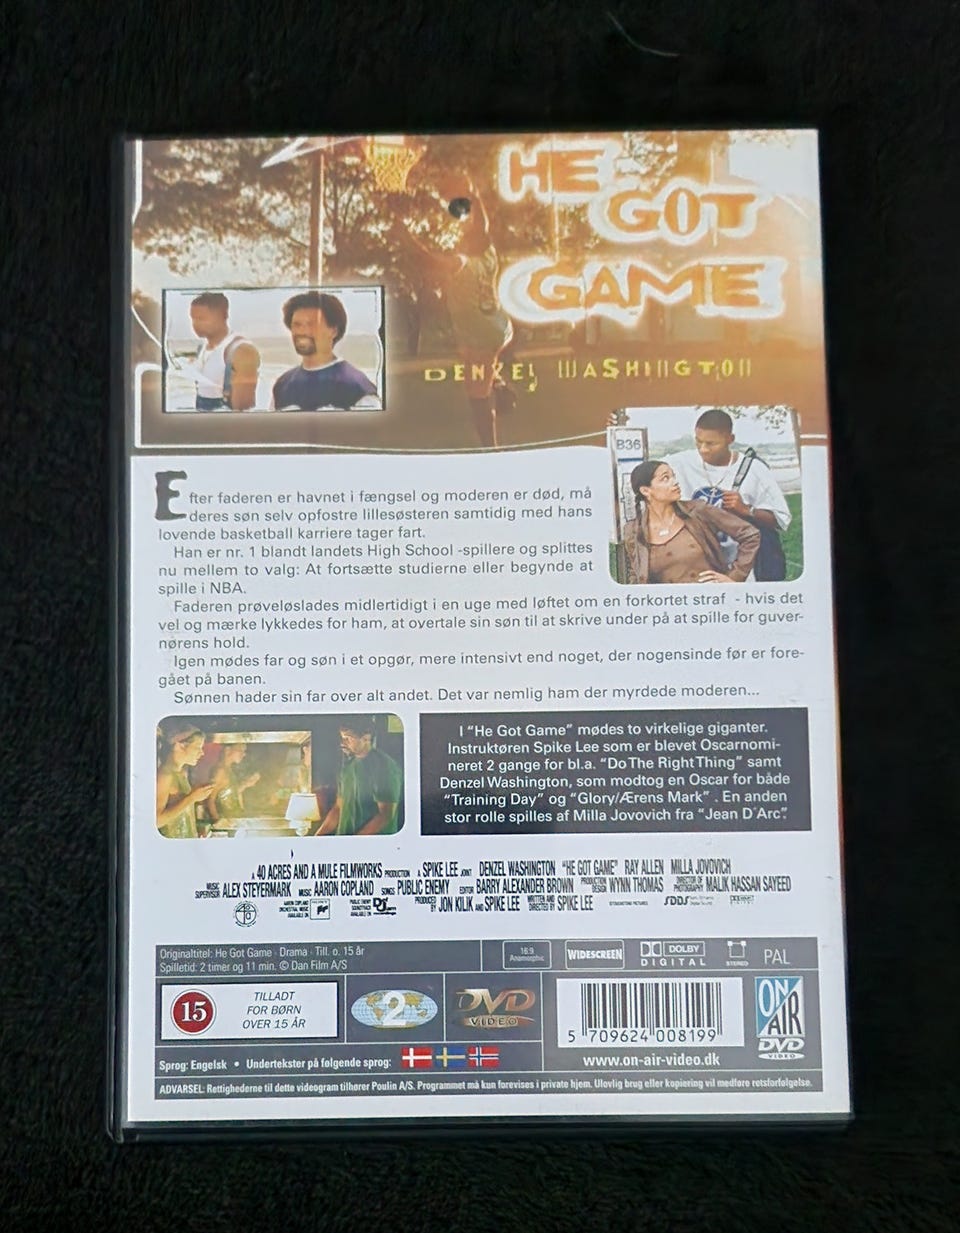 HE
GOT
GAME
DENZEL WASHINGTON
B36
Efter faderen er havnet i fængsel og moderen er død, må
deres søn selv opfostre lillesøsteren samtidig med hans
lovende basketball karriere tager fart.
Han er nr. 1 blandt landets High School -spillere og splittes
nu mellem to valg: At fortsætte studierne eller begynde at
spille i NBA.
Faderen prøveløslades midlertidigt i en uge med løftet om en forkortet straf - hvis det
vel og mærke lykkedes for ham, at overtale sin søn til at skrive under på at spille for guver-
nørens hold.
Igen mødes far og søn i et opgør, mere intensivt end noget, der nogensinde før er fore-
gået på banen.
Sønnen hader sin far over alt andet. Det var nemlig ham der myrdede moderen...
I "He Got Game" mødes to virkelige giganter.
Instruktøren Spike Lee som er blevet Oscarnomi-
neret 2 gange for bl.a. "Do The Right Thing" samt
Denzel Washington, som modtog en Oscar for både
"Training Day" og "Glory/Ærens Mark" . En anden
stor rolle spilles af Milla Jovovich fra "Jean D´Arc".
A 40 ACRES AND A MULE FILMWORKS PRODUCTION A SPIKE LEE JOINT DENZEL WASHINGTON "HE GOT GAME" RAY ALLEN MILLA JOVOVICH
MUSIC SUPERVISOR ALEX STEYERMARK MUSIC AARON COPLAND SONGS PUBLIC ENEMY EDITOR BARRY ALEXANDER BROWN PRODUCTION DESIGN WYNN THOMAS DIRECTOR OF PHOTOGRAPHY MALIK HASSAN SAYEED
PRODUCED BY JON KILIK AND SPIKE LEE WRITTEN AND DIRECTED BY SPIKE LEE
Def jam
SDDS
Originaltitel: He Got Game · Drama · Till. o. 15 år
Spilletid: 2 timer og 11 min. © Dan Film A/S
16:9
Anamorphic
WIDESCREEN
DOLBY
DIGITAL
STEREO
PAL
15
TILLADT
FOR BØRN
OVER 15 ÅR
2
DVD
VIDEO
5 709624 008199
ON
AIR
DVD
VIDEO
Sprog: Engelsk • Undertekster på følgende sprog:
www.on-air-video.dk
ADVARSEL: Rettighederne til dette videogram tilhører Poulin A/S. Programmet må kun forevises i private hjem. Ulovlig brug eller kopiering vil medføre retsforfølgelse.